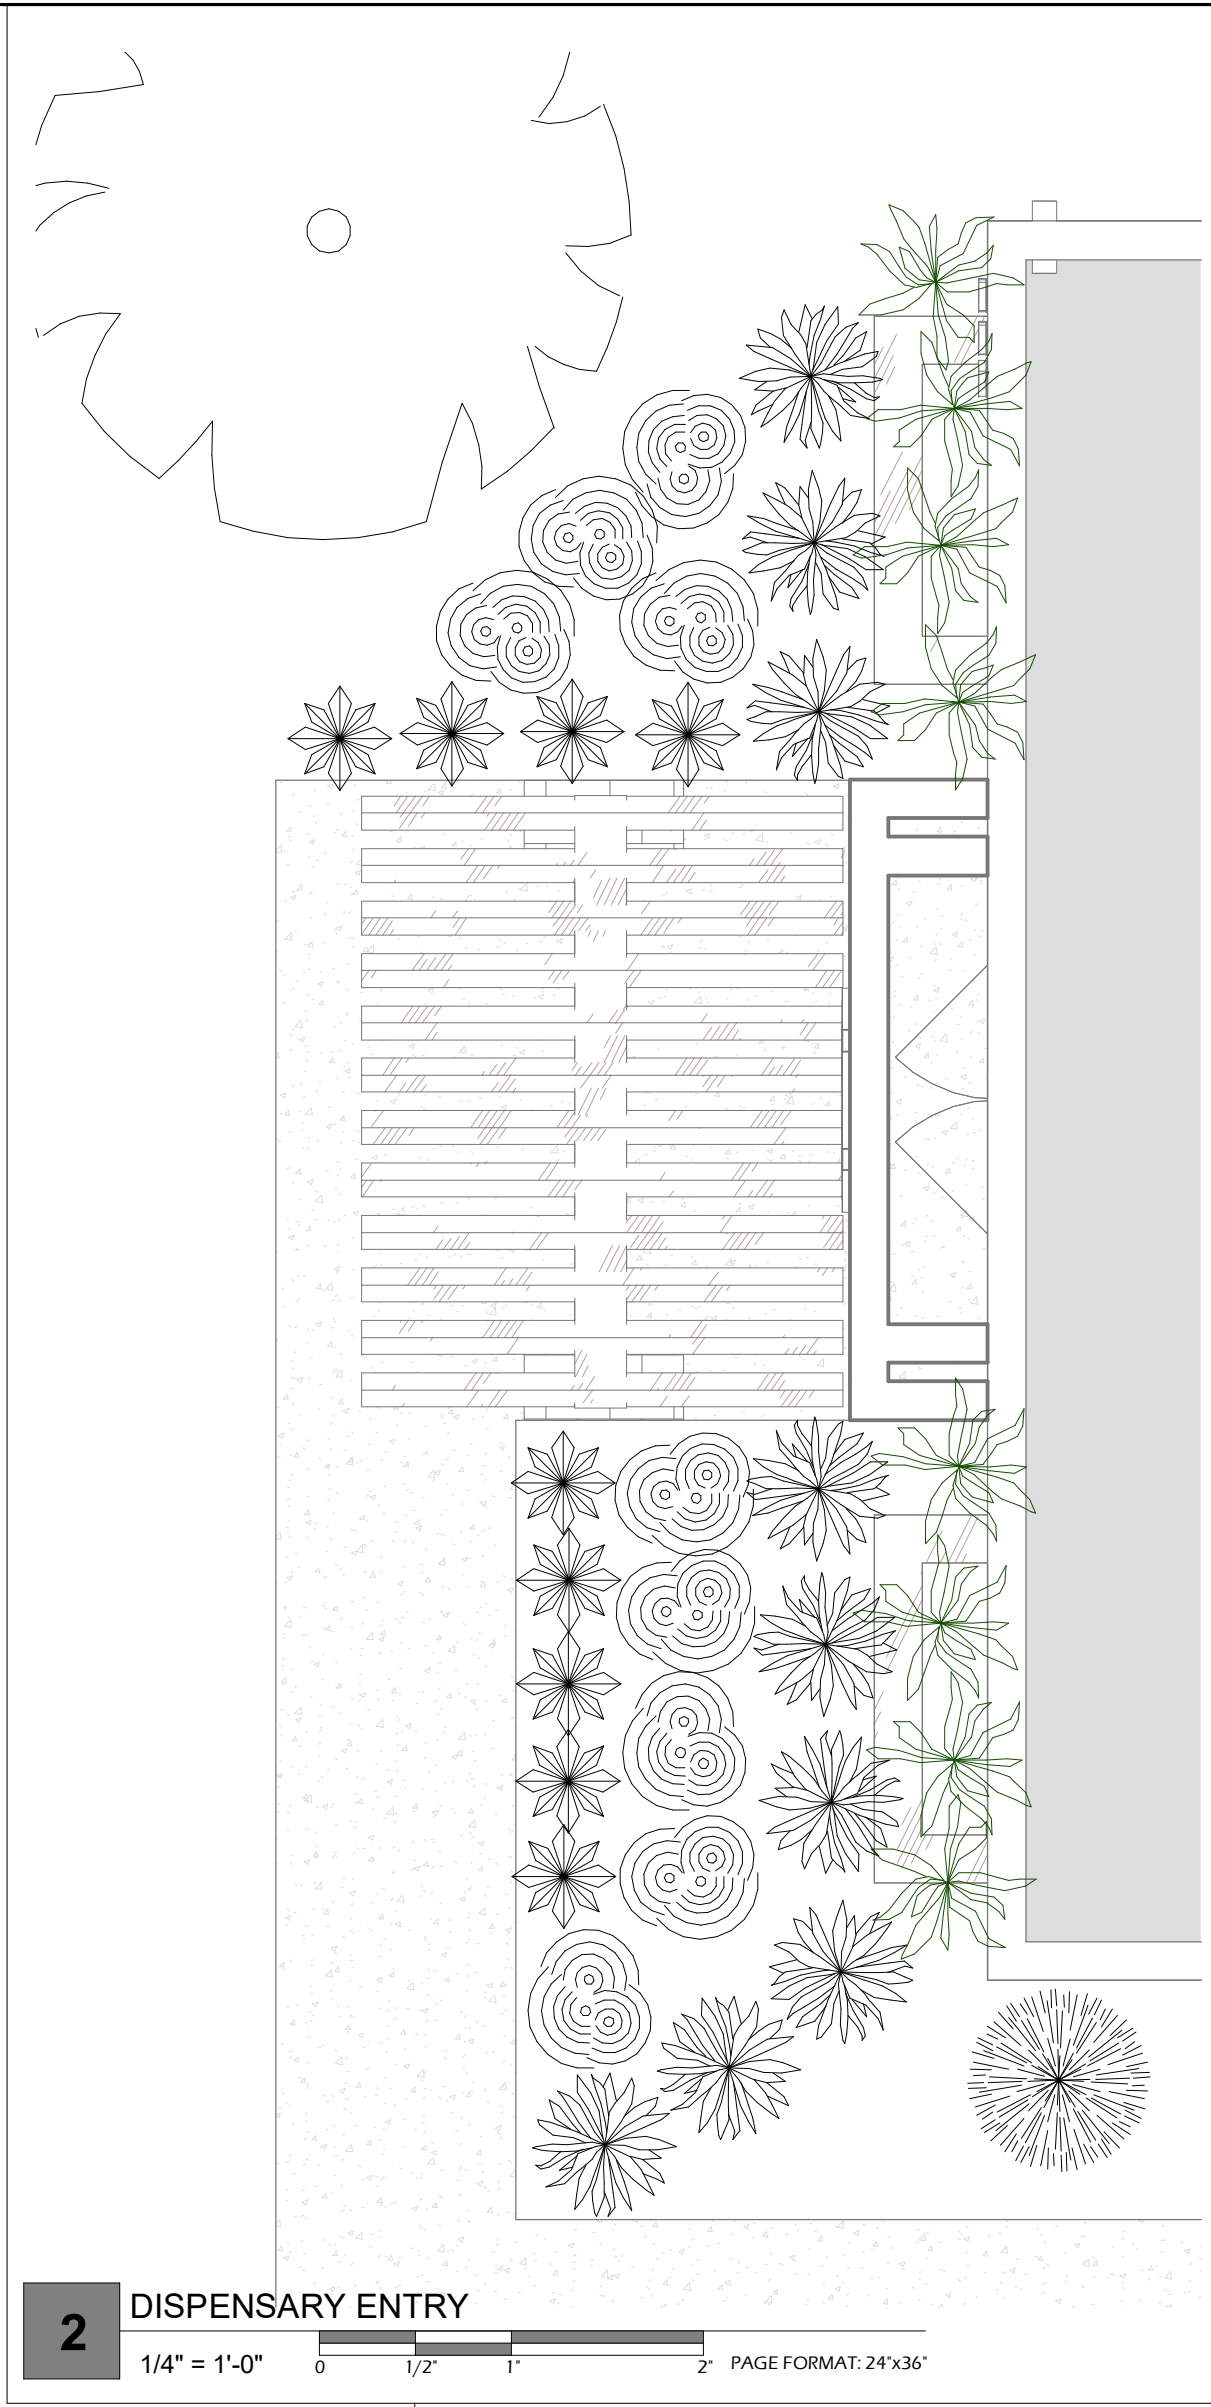 2
DISPENSARY ENTRY
1/4" = 1'-0"
0 1/2" 1" 2"
PAGE FORMAT: 24"x36"